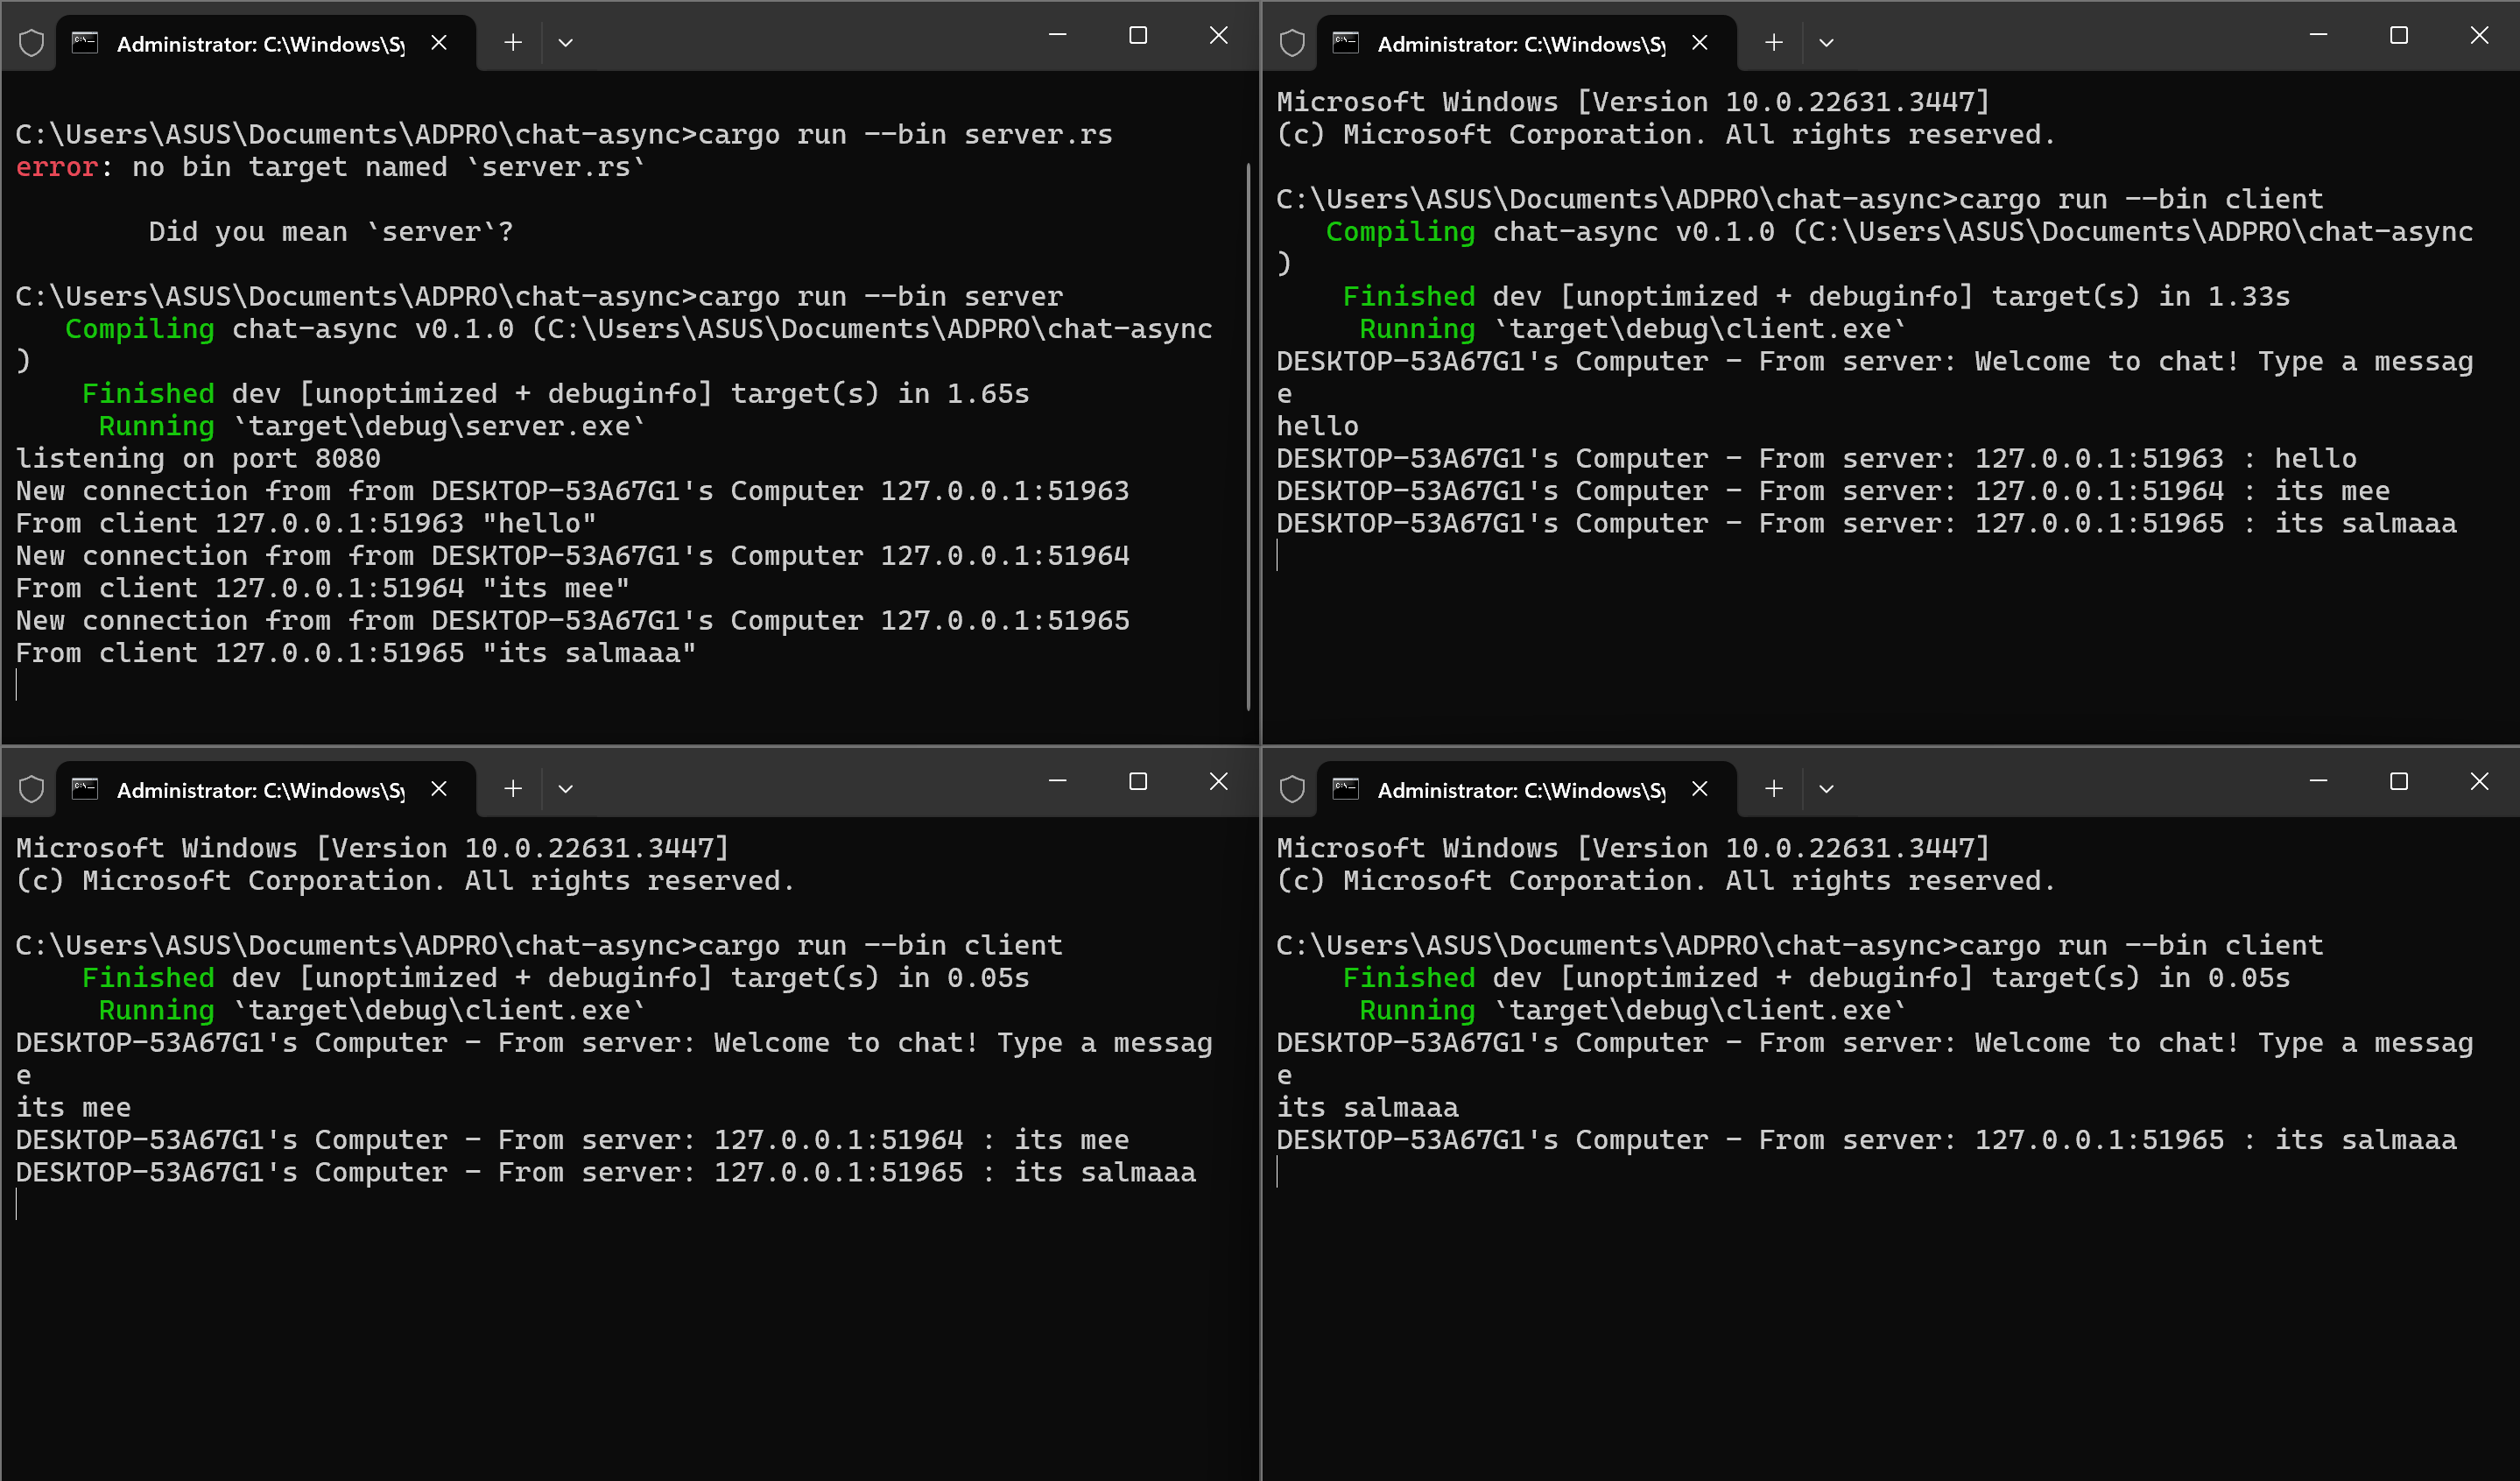 Administrator: C:\Windows\Sy
C:\Users\ASUS\Documents\ADPRO\chat-async>cargo run --bin server.rs
error: no bin target named `server.rs`
Did you mean `server`?
C:\Users\ASUS\Documents\ADPRO\chat-async>cargo run --bin server
Compiling chat-async v0.1.0 (C:\Users\ASUS\Documents\ADPRO\chat-async
)
Finished dev [unoptimized + debuginfo] target(s) in 1.65s
Running `target\debug\server.exe`
listening on port 8080
New connection from from DESKTOP-53A67G1's Computer 127.0.0.1:51963
From client 127.0.0.1:51963 "hello"
New connection from from DESKTOP-53A67G1's Computer 127.0.0.1:51964
From client 127.0.0.1:51964 "its mee"
New connection from from DESKTOP-53A67G1's Computer 127.0.0.1:51965
From client 127.0.0.1:51965 "its salmaaa"
Administrator: C:\Windows\Sy
Microsoft Windows [Version 10.0.22631.3447]
(c) Microsoft Corporation. All rights reserved.
C:\Users\ASUS\Documents\ADPRO\chat-async>cargo run --bin client
Compiling chat-async v0.1.0 (C:\Users\ASUS\Documents\ADPRO\chat-async
)
Finished dev [unoptimized + debuginfo] target(s) in 1.33s
Running `target\debug\client.exe`
DESKTOP-53A67G1's Computer - From server: Welcome to chat! Type a messag
e
hello
DESKTOP-53A67G1's Computer - From server: 127.0.0.1:51963 : hello
DESKTOP-53A67G1's Computer - From server: 127.0.0.1:51964 : its mee
DESKTOP-53A67G1's Computer - From server: 127.0.0.1:51965 : its salmaaa
Administrator: C:\Windows\Sy
Microsoft Windows [Version 10.0.22631.3447]
(c) Microsoft Corporation. All rights reserved.
C:\Users\ASUS\Documents\ADPRO\chat-async>cargo run --bin client
Finished dev [unoptimized + debuginfo] target(s) in 0.05s
Running `target\debug\client.exe`
DESKTOP-53A67G1's Computer - From server: Welcome to chat! Type a messag
e
its mee
DESKTOP-53A67G1's Computer - From server: 127.0.0.1:51964 : its mee
DESKTOP-53A67G1's Computer - From server: 127.0.0.1:51965 : its salmaaa
Administrator: C:\Windows\Sy
Microsoft Windows [Version 10.0.22631.3447]
(c) Microsoft Corporation. All rights reserved.
C:\Users\ASUS\Documents\ADPRO\chat-async>cargo run --bin client
Finished dev [unoptimized + debuginfo] target(s) in 0.05s
Running `target\debug\client.exe`
DESKTOP-53A67G1's Computer - From server: Welcome to chat! Type a messag
e
its salmaaa
DESKTOP-53A67G1's Computer - From server: 127.0.0.1:51965 : its salmaaa